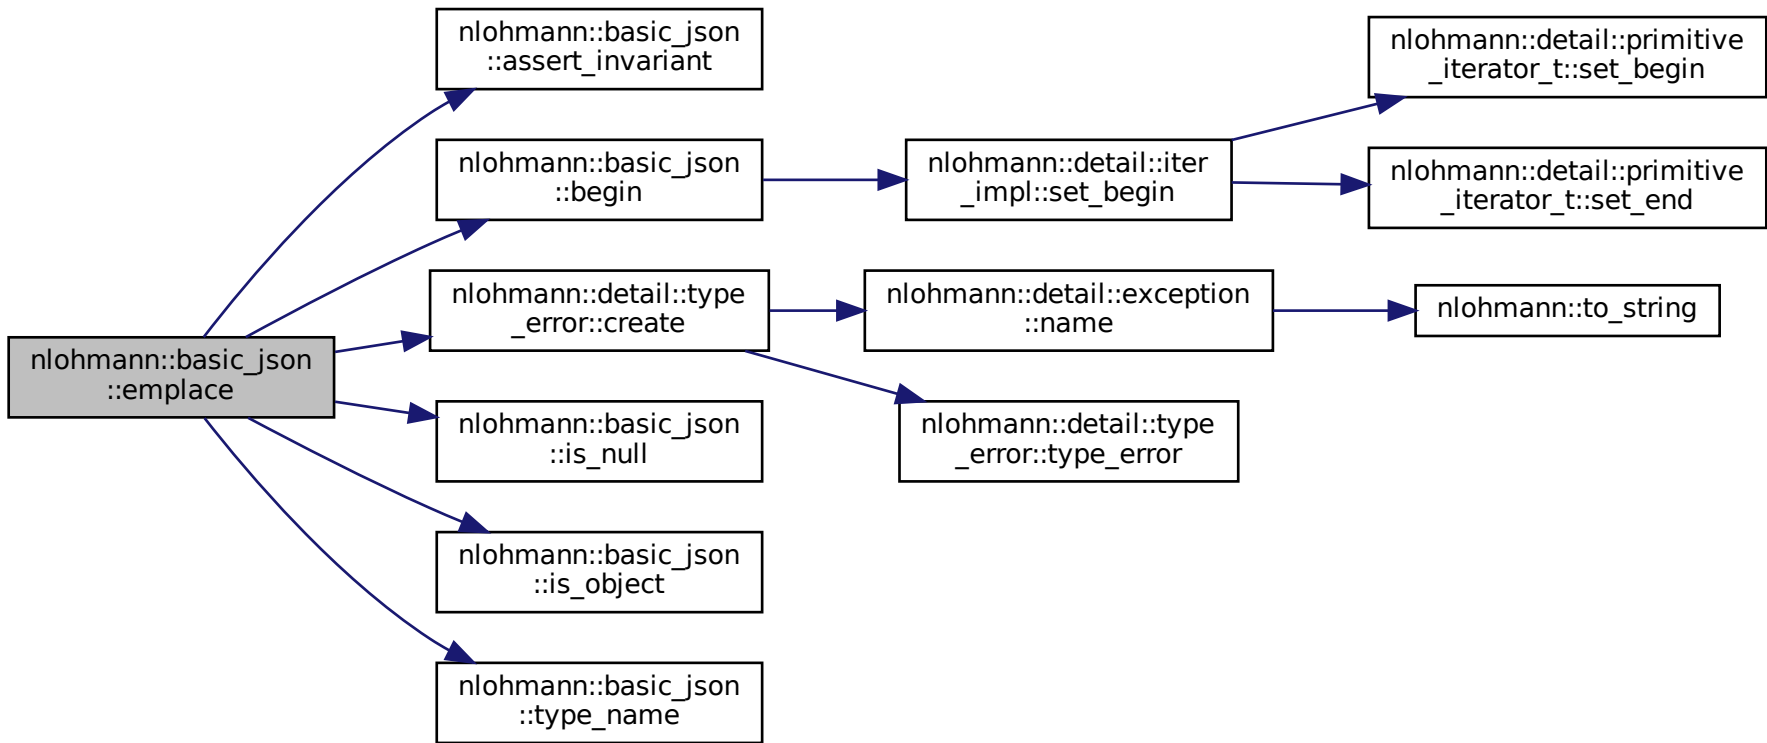 nlohmann::basic_json
::emplace
nlohmann::basic_json
::assert_invariant
nlohmann::basic_json
::begin
nlohmann::detail::type
_error::create
nlohmann::basic_json
::is_null
nlohmann::basic_json
::is_object
nlohmann::basic_json
::type_name
nlohmann::detail::iter
_impl::set_begin
nlohmann::detail::exception
::name
nlohmann::detail::type
_error::type_error
nlohmann::detail::primitive
_iterator_t::set_begin
nlohmann::detail::primitive
_iterator_t::set_end
nlohmann::to_string